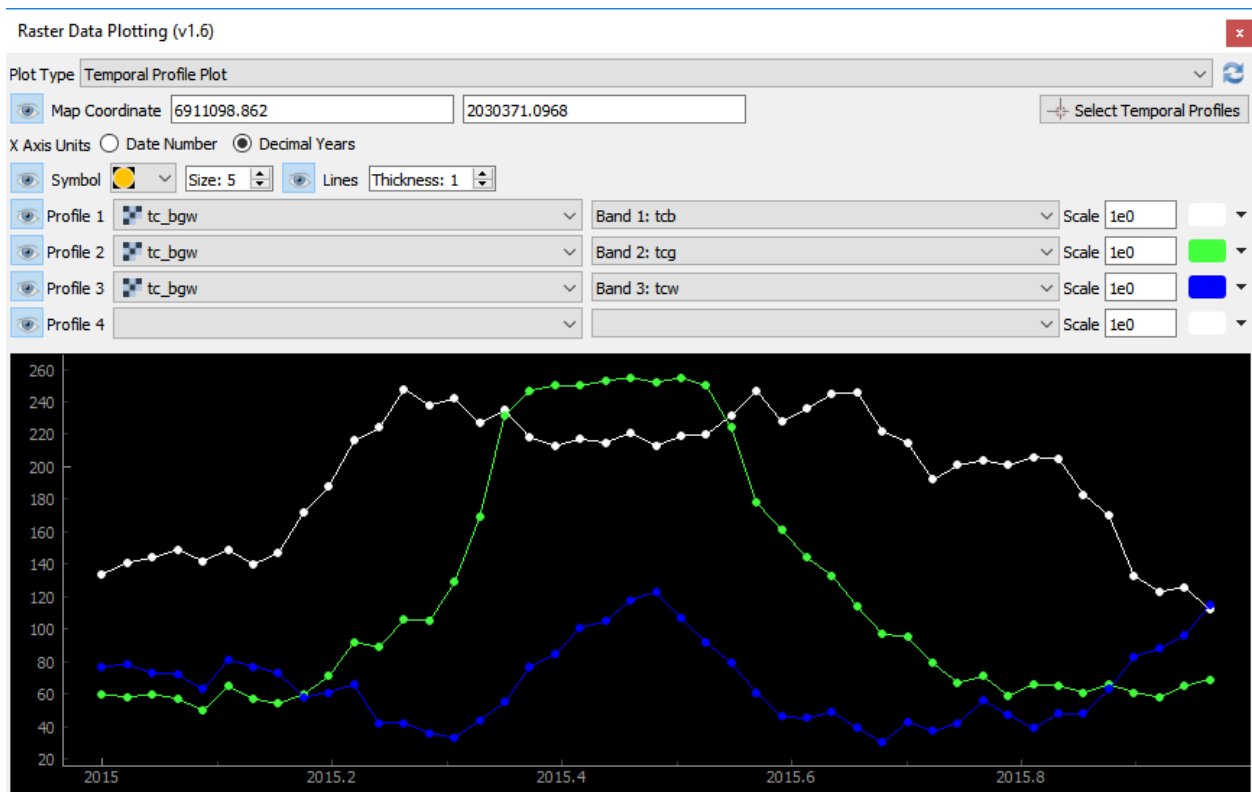 Raster Data Plotting (v1.6)
x
Plot Type Temporal Profile Plot
Map Coordinate 6911098.862 2030371.0968 Select Temporal Profiles
X Axis Units Date Number Decimal Years
Symbol Size: 5 Lines Thickness: 1
Profile 1 tc_bgw Band 1: tcb Scale 1e0
Profile 2 tc_bgw Band 2: tcg Scale 1e0
Profile 3 tc_bgw Band 3: tcw Scale 1e0
Profile 4 Scale 1e0
260
240
220
200
180
160
140
120
100
80
60
40
20
2015 2015.2 2015.4 2015.6 2015.8